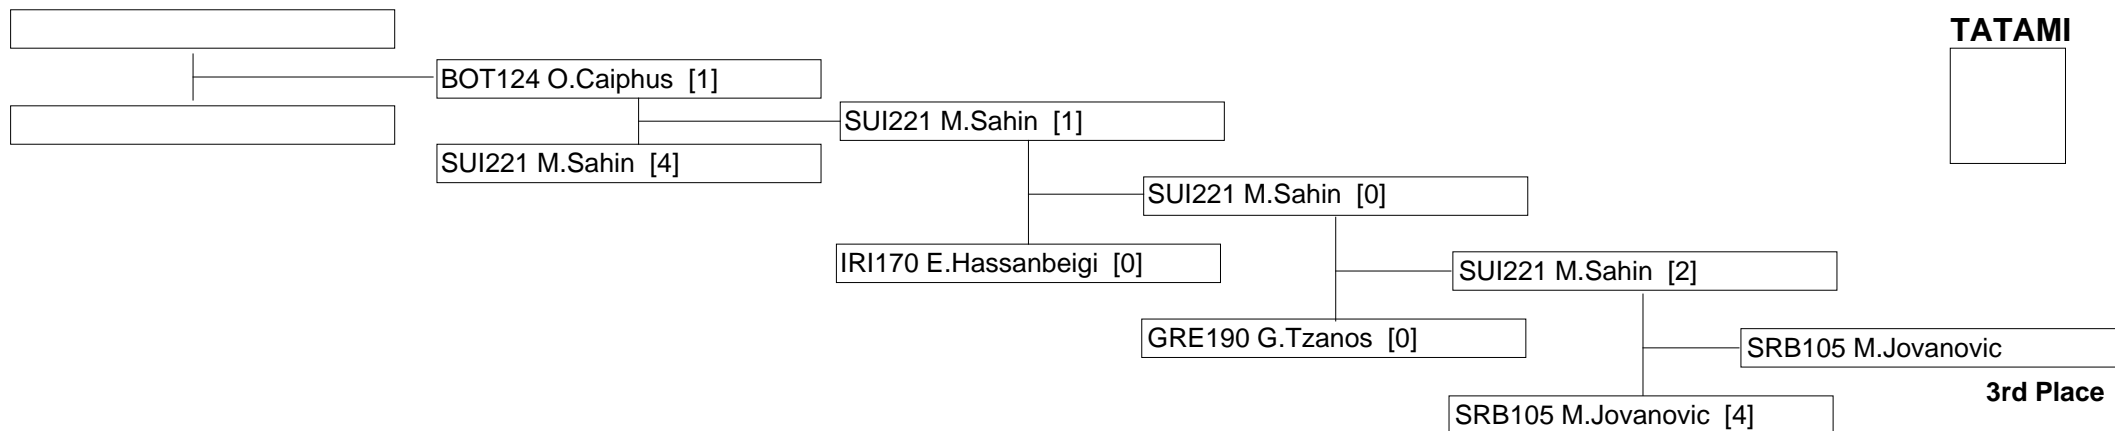 TATAMI
BOT124 O.Caiphus [1]
SUI221 M.Sahin [1]
SUI221 M.Sahin [4]
SUI221 M.Sahin [0]
IRI170 E.Hassanbeigi [0]
SUI221 M.Sahin [2]
GRE190 G.Tzanos [0]
SRB105 M.Jovanovic
3rd Place
SRB105 M.Jovanovic [4]